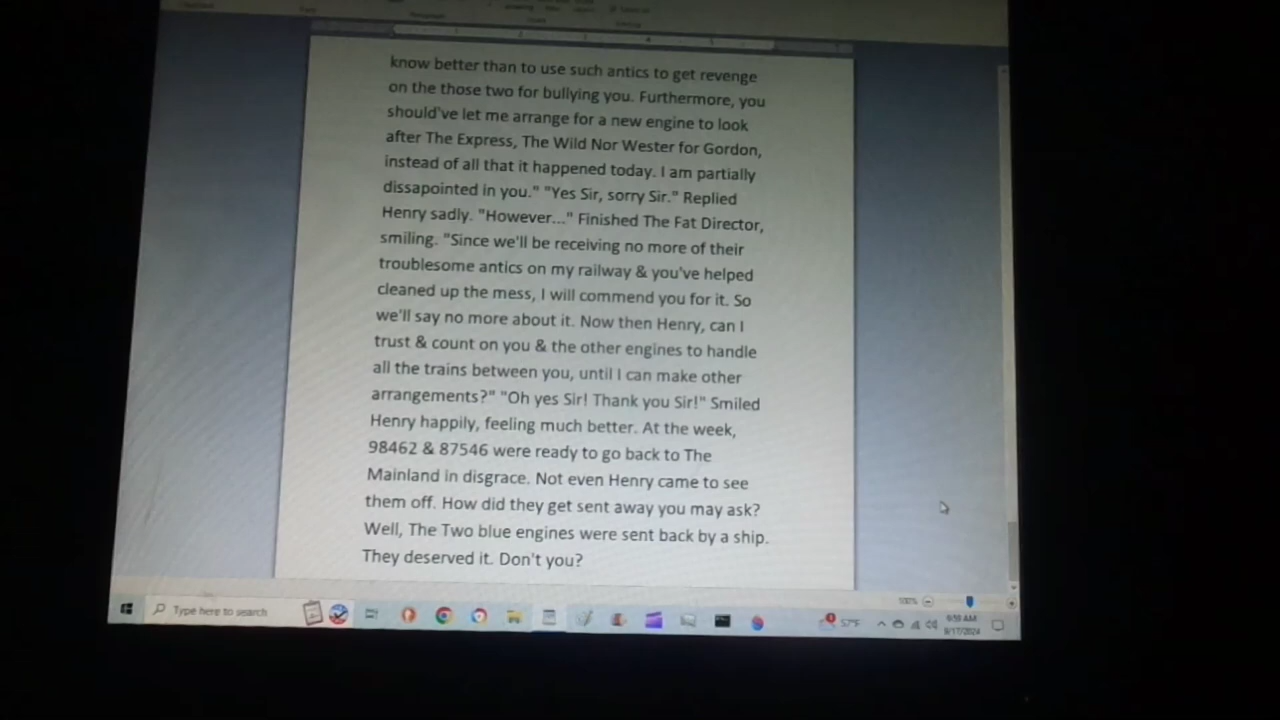 know better than to use such antics to get revenge
on the those two for bullying you. Furthermore, you
should've let me arrange for a new engine to look
after The Express, The Wild Nor Wester for Gordon,
instead of all that it happened today. I am partially
dissapointed in you." "Yes Sir, sorry Sir." Replied
Henry sadly. "However..." Finished The Fat Director,
smiling. "Since we'll be receiving no more of their
troublesome antics on my railway & you've helped
cleaned up the mess, I will commend you for it. So
we'll say no more about it. Now then Henry, can I
trust & count on you & the other engines to handle
all the trains between you, until I can make other
arrangements?" "Oh yes Sir! Thank you Sir!" Smiled
Henry happily, feeling much better. At the week,
98462 & 87546 were ready to go back to The
Mainland in disgrace. Not even Henry came to see
them off. How did they get sent away you may ask?
Well, The Two blue engines were sent back by a ship.
They deserved it. Don't you?
100%
Type here to search
57°F
9/17/2024